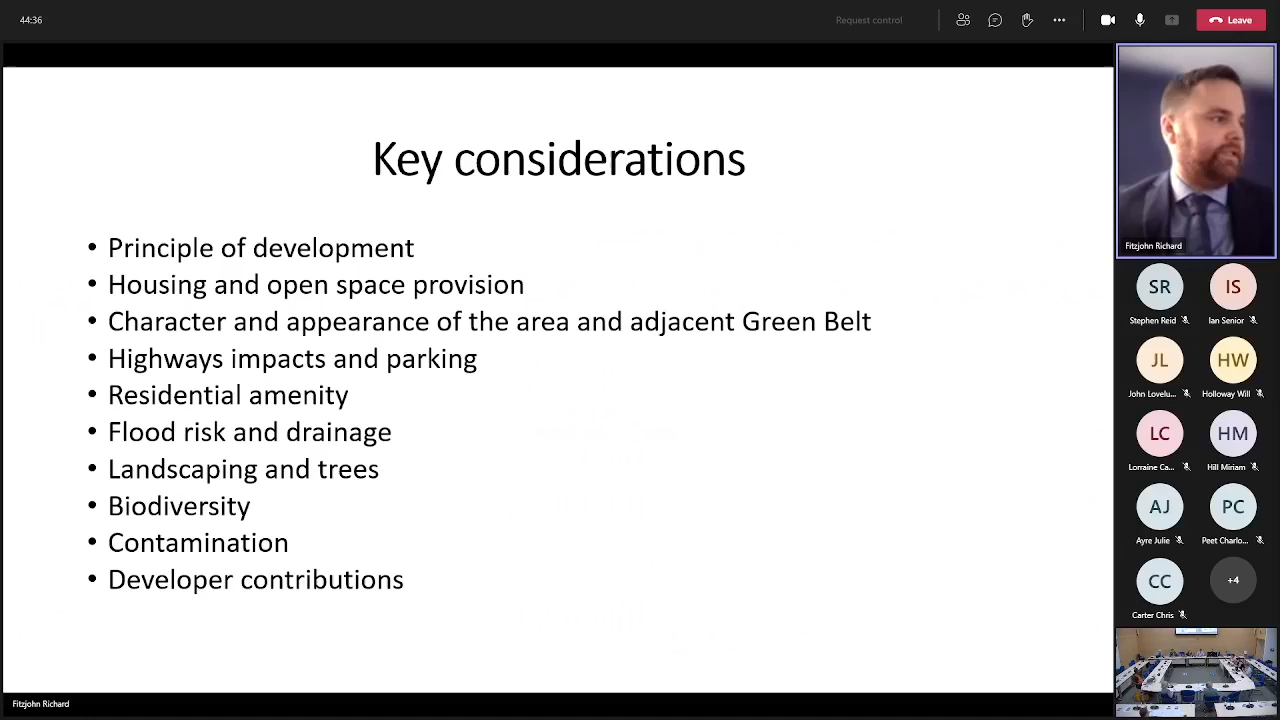 44:36
Request control
Leave
Key considerations
• Principle of development
• Housing and open space provision
• Character and appearance of the area and adjacent Green Belt
• Highways impacts and parking
• Residential amenity
• Flood risk and drainage
• Landscaping and trees
• Biodiversity
• Contamination
• Developer contributions
Fitzjohn Richard
Fitzjohn Richard
SR
IS
Stephen Reid
Ian Senior
JL
HW
John Lovelu...
Holloway Will
LC
HM
Lorraine Ca...
Hill Miriam
AJ
PC
Ayre Julie
Peet Charlo...
CC
+4
Carter Chris